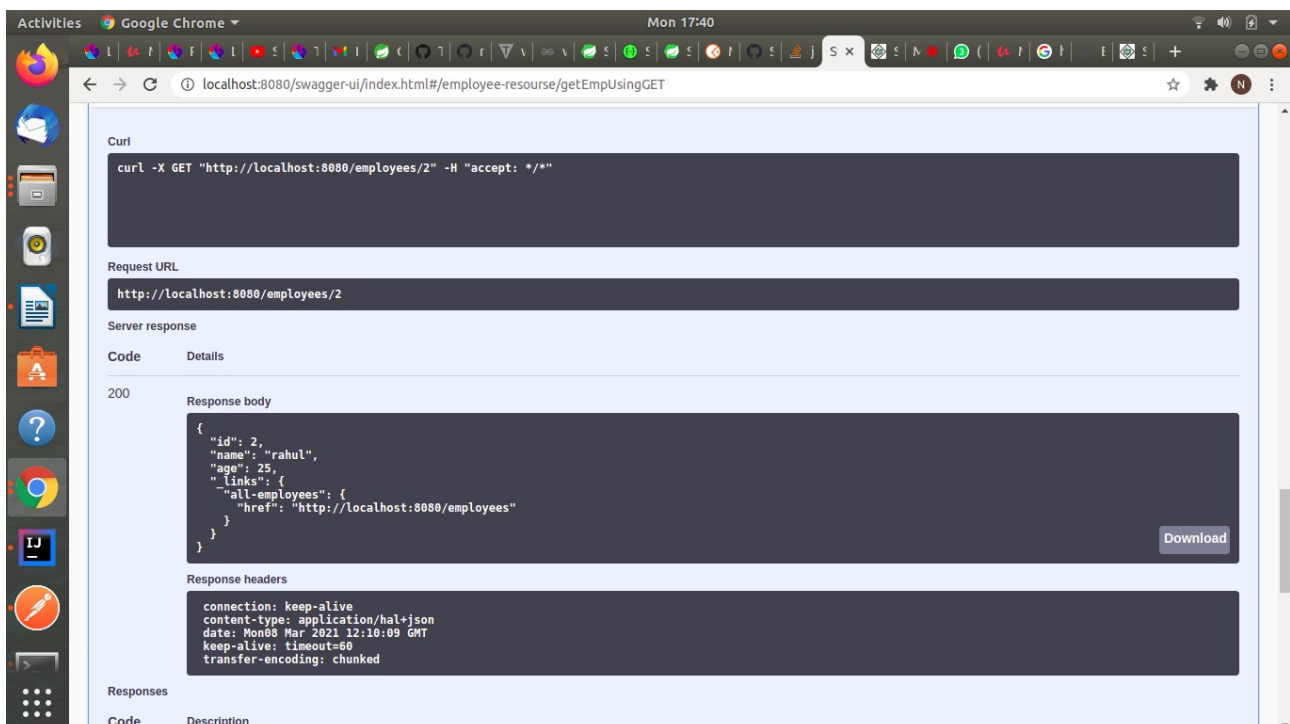 Activities Google Chrome Mon 17:40
S
localhost:8080/swagger-ui/index.html#/employee-resourse/getEmpUsingGET N
Curl
curl -X GET "http://localhost:8080/employees/2" -H "accept: */*"
Request URL
http://localhost:8080/employees/2
Server response
Code Details
200
Response body
{
"id": 2,
"name": "rahul",
"age": 25,
"_links": {
"all-employees": {
"href": "http://localhost:8080/employees"
}
}
}
Download
Response headers
connection: keep-alive
content-type: application/hal+json
date: Mon08 Mar 2021 12:10:09 GMT
keep-alive: timeout=60
transfer-encoding: chunked
Responses
Code Description